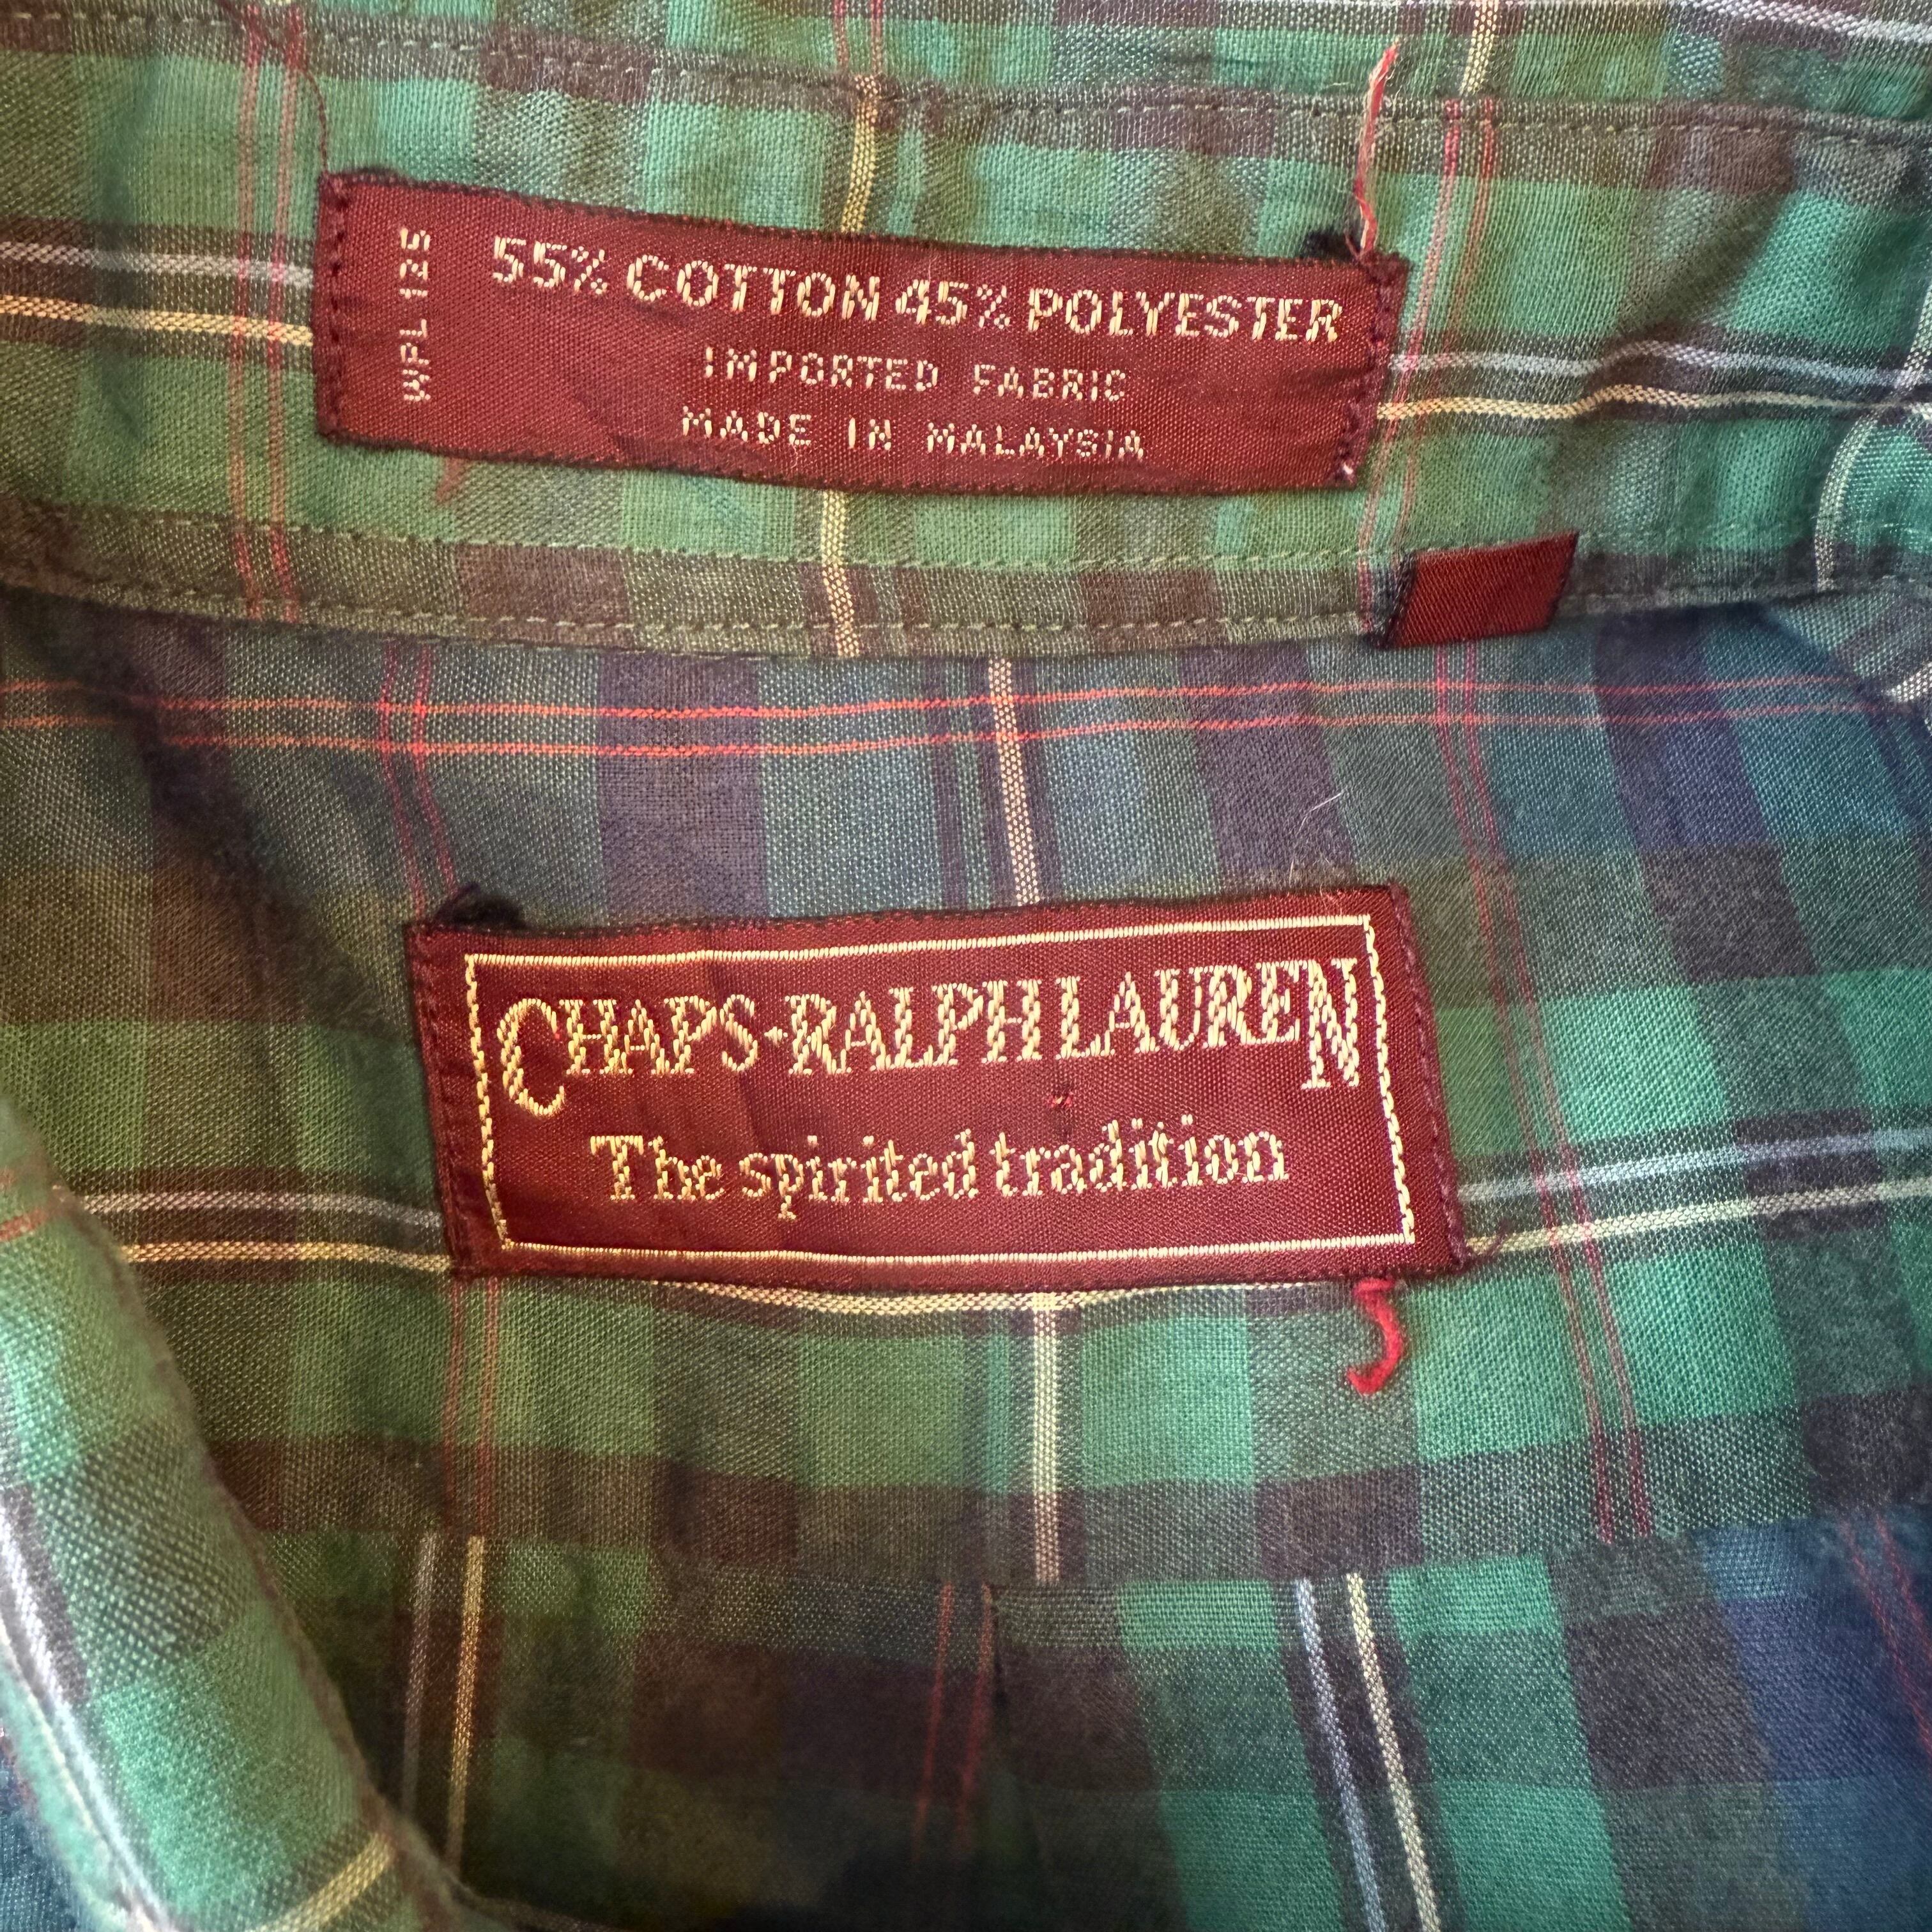 WPL 125
55% COTTON 45% POLYESTER
IMPORTED FABRIC
MADE IN MALAYSIA
CHAPS-RALPH LAUREN
The spirited tradition